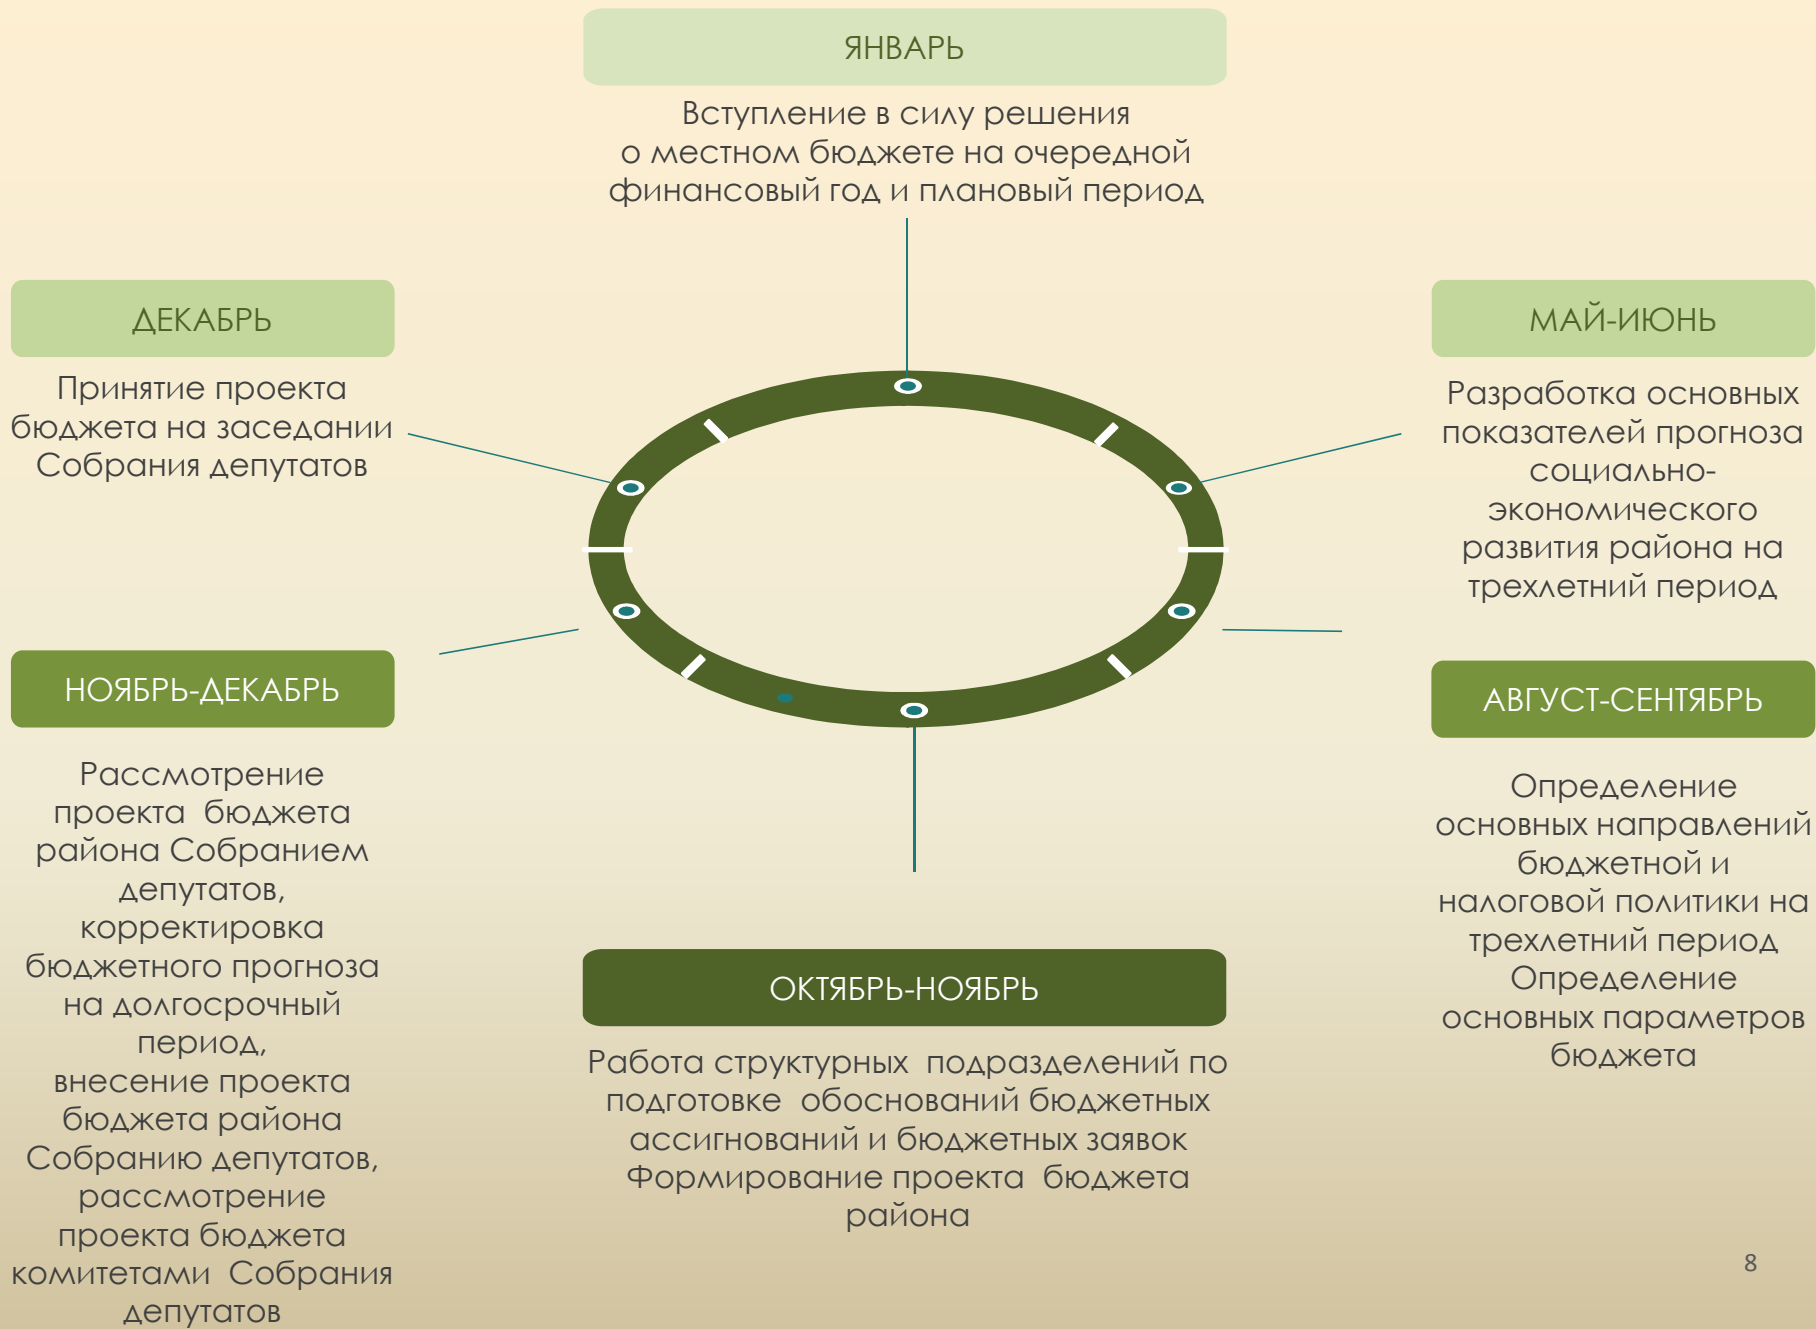 ЯНВАРЬ
Вступление в силу решения
о местном бюджете на очередной
финансовый год и плановый период
ДЕКАБРЬ
Принятие проекта
бюджета на заседании
Собрания депутатов
МАЙ-ИЮНЬ
Разработка основных
показателей прогноза
социально-
экономического
развития района на
трехлетний период
НОЯБРЬ-ДЕКАБРЬ
Рассмотрение
проекта бюджета
района Собранием
депутатов,
корректировка
бюджетного прогноза
на долгосрочный
период,
внесение проекта
бюджета района
Собранию депутатов,
рассмотрение
проекта бюджета
комитетами Собрания
депутатов
АВГУСТ-СЕНТЯБРЬ
Определение
основных направлений
бюджетной и
налоговой политики на
трехлетний период
Определение
основных параметров
бюджета
ОКТЯБРЬ-НОЯБРЬ
Работа структурных подразделений по
подготовке обоснований бюджетных
ассигнований и бюджетных заявок
Формирование проекта бюджета
района
8